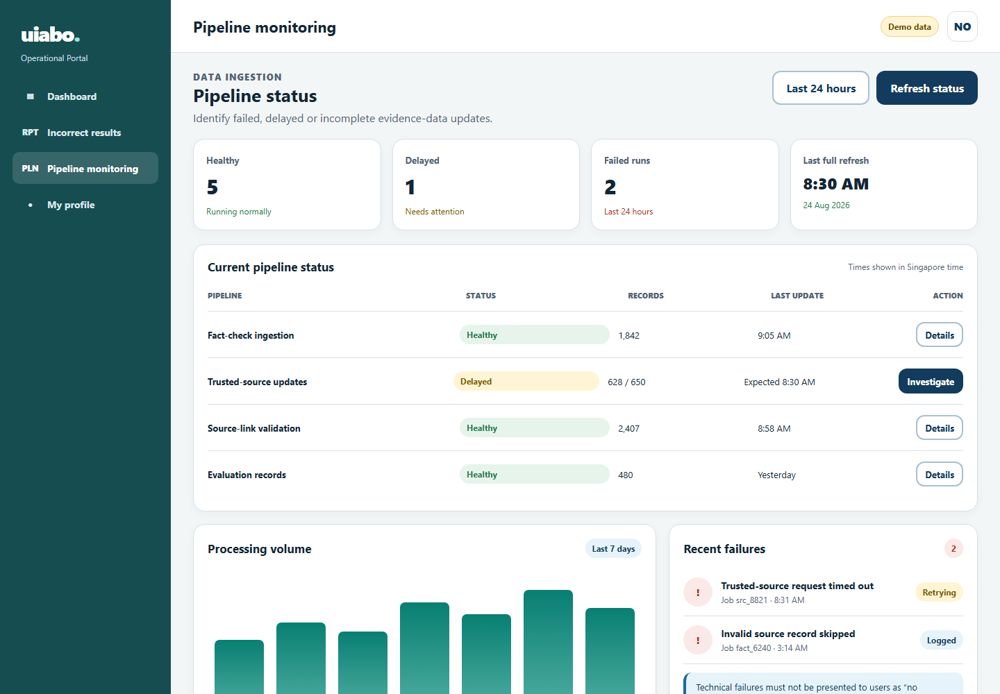 uiabo.
Operational Portal
Dashboard
RPT Incorrect results
PLN Pipeline monitoring
My profile
Pipeline monitoring
Demo data
NO
DATA INGESTION
Pipeline status
Identify failed, delayed or incomplete evidence-data updates.
Last 24 hours
Refresh status
Healthy
5
Running normally
Delayed
1
Needs attention
Failed runs
2
Last 24 hours
Last full refresh
8:30 AM
24 Aug 2026
Current pipeline status
Times shown in Singapore time
PIPELINE STATUS RECORDS LAST UPDATE ACTION
Fact-check ingestion Healthy 1,842 9:05 AM Details
Trusted-source updates Delayed 628 / 650 Expected 8:30 AM Investigate
Source-link validation Healthy 2,407 8:58 AM Details
Evaluation records Healthy 480 Yesterday Details
Processing volume
Last 7 days
Recent failures
2
! Trusted-source request timed out
Job src_8821 · 8:31 AM
Retrying
! Invalid source record skipped
Job fact_6240 · 3:14 AM
Logged
Technical failures must not be presented to users as “no